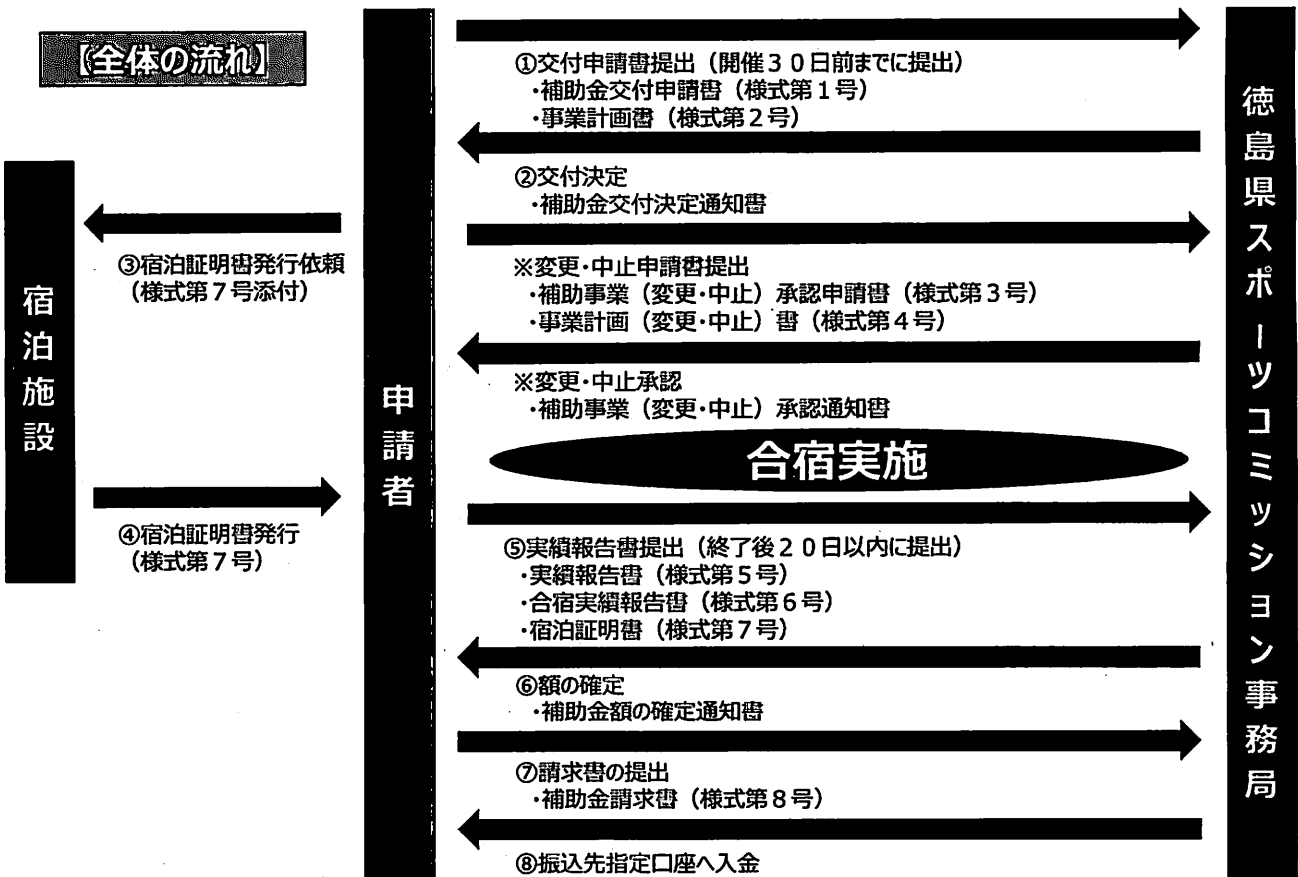 【全体の流れ】
①交付申請書提出（開催３０日前までに提出）
・補助金交付申請書（様式第１号）
・事業計画書（様式第２号）
②交付決定
・補助金交付決定通知書
③宿泊証明書発行依頼
（様式第７号添付）
※変更・中止申請書提出
・補助事業（変更・中止）承認申請書（様式第３号）
・事業計画（変更・中止）書（様式第４号）
※変更・中止承認
・補助事業（変更・中止）承認通知書
合宿実施
④宿泊証明書発行
（様式第７号）
⑤実績報告書提出（終了後２０日以内に提出）
・実績報告書（様式第５号）
・合宿実績報告書（様式第６号）
・宿泊証明書（様式第７号）
⑥額の確定
・補助金額の確定通知書
⑦請求書の提出
・補助金請求書（様式第８号）
⑧振込先指定口座へ入金
宿泊施設
申請者
徳島県スポーツコミッション事務局